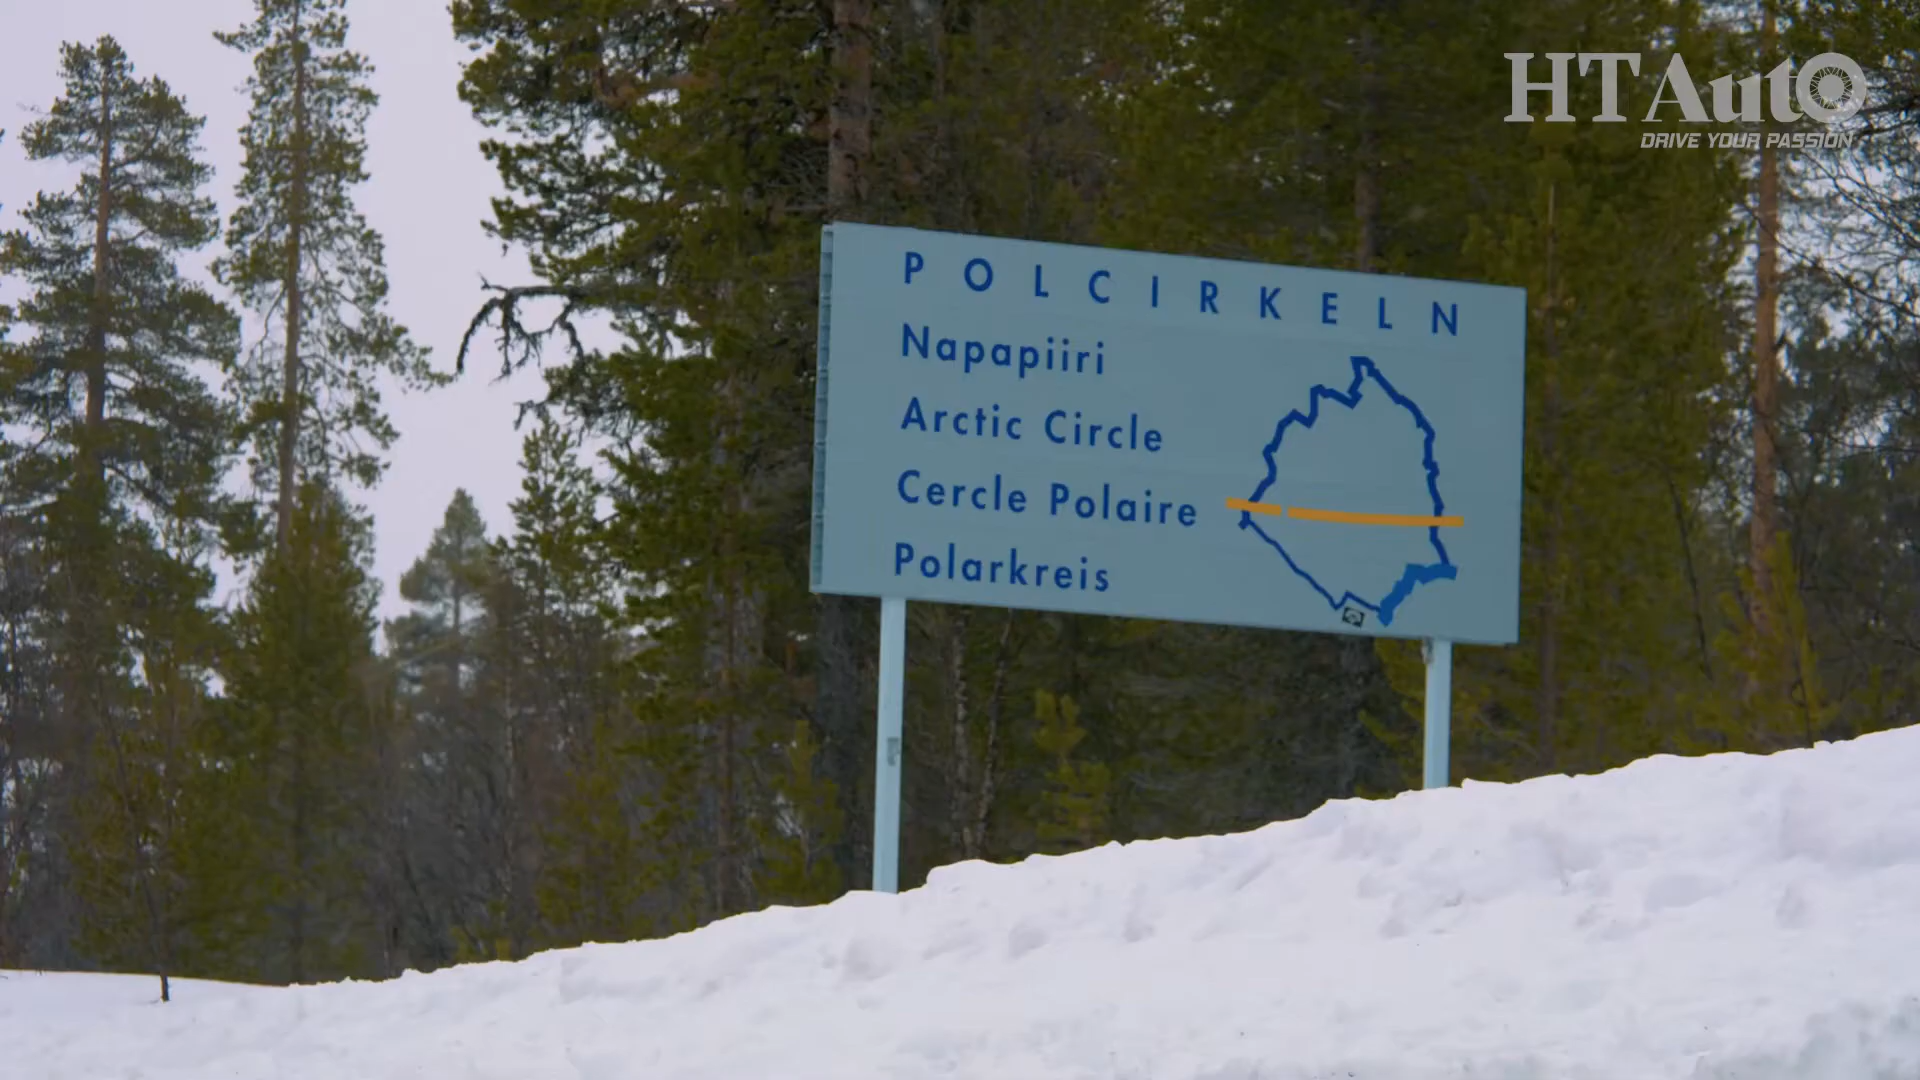 HTAuto
DRIVE YOUR PASSION
POLCIRKELN
Napapiiri
Arctic Circle
Cercle Polaire
Polarkreis